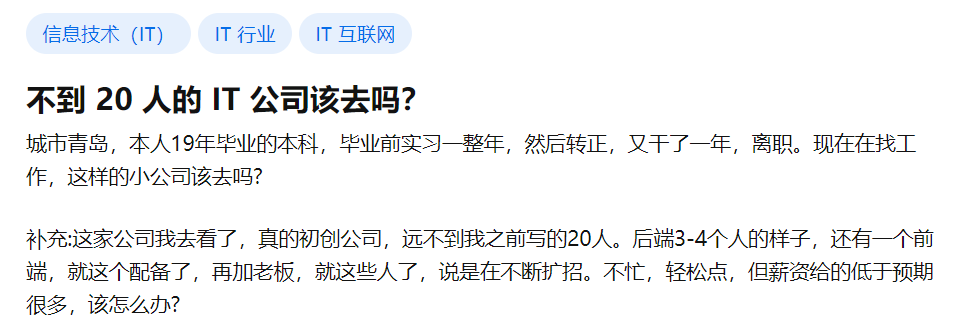 信息技术（IT）
IT 行业
IT 互联网
不到 20 人的 IT 公司该去吗？
城市青岛，本人19年毕业的本科，毕业前实习一整年，然后转正，又干了一年，离职。现在在找工
作，这样的小公司该去吗?
补充:这家公司我去看了，真的初创公司，远不到我之前写的20人。后端3-4个人的样子，还有一个前
端，就这个配备了，再加老板，就这些人了，说是在不断扩招。不忙，轻松点，但薪资给的低于预期
很多，该怎么办?